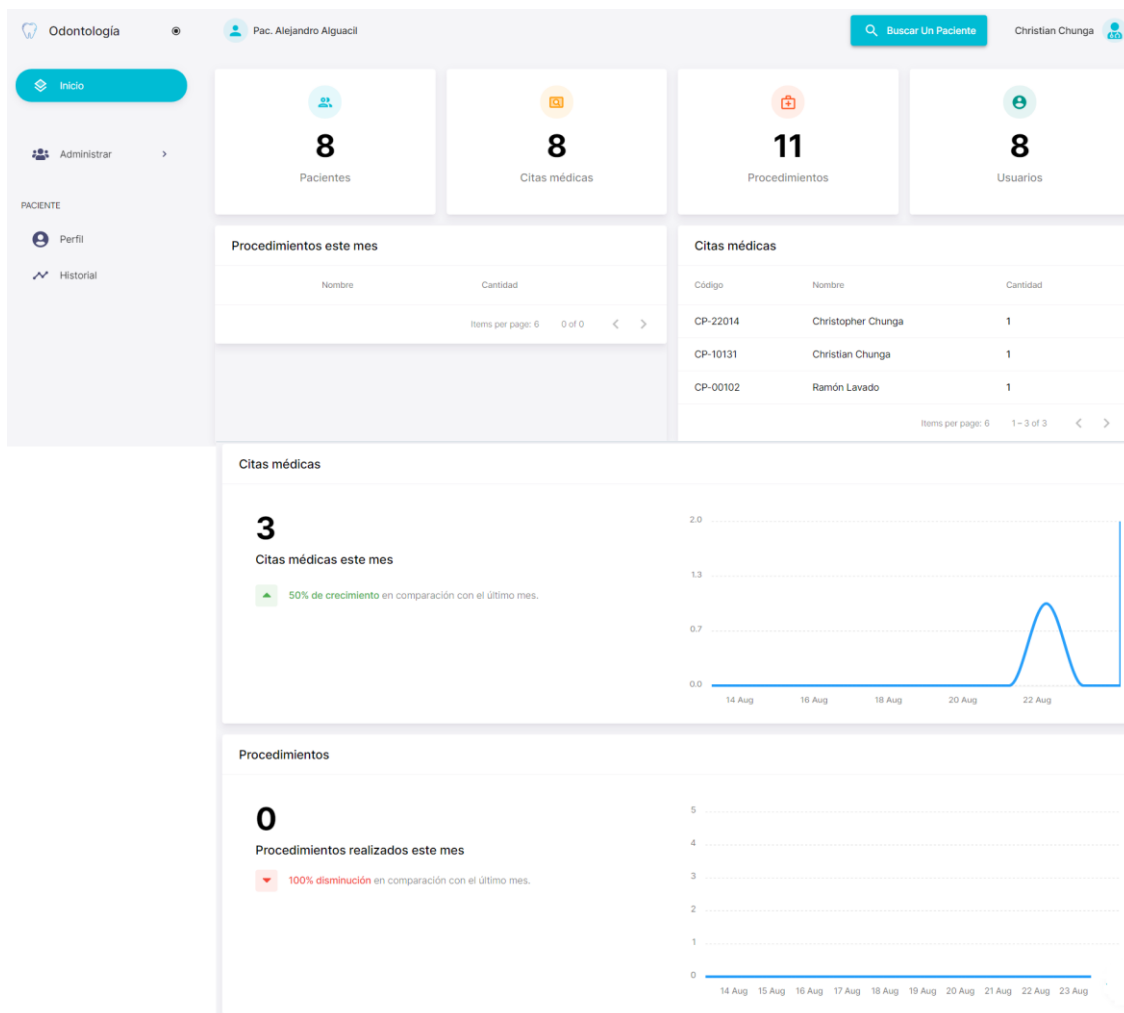 Odontología
Pac. Alejandro Alguacil
Buscar Un Paciente
Christian Chunga
Inicio
Administrar
PACIENTE
Perfil
Historial
8
Pacientes
8
Citas médicas
11
Procedimientos
8
Usuarios
Procedimientos este mes
Nombre Cantidad
Items per page: 6 0 of 0
Citas médicas
Código Nombre Cantidad
CP-22014 Christopher Chunga 1
CP-10131 Christian Chunga 1
CP-00102 Ramón Lavado 1
Items per page: 6 1 – 3 of 3
Citas médicas
3
Citas médicas este mes
50% de crecimiento en comparación con el último mes.
2.0
1.3
0.7
0.0
14 Aug 16 Aug 18 Aug 20 Aug 22 Aug
Procedimientos
0
Procedimientos realizados este mes
100% disminución en comparación con el último mes.
5
4
3
2
1
0
14 Aug 15 Aug 16 Aug 17 Aug 18 Aug 19 Aug 20 Aug 21 Aug 22 Aug 23 Aug